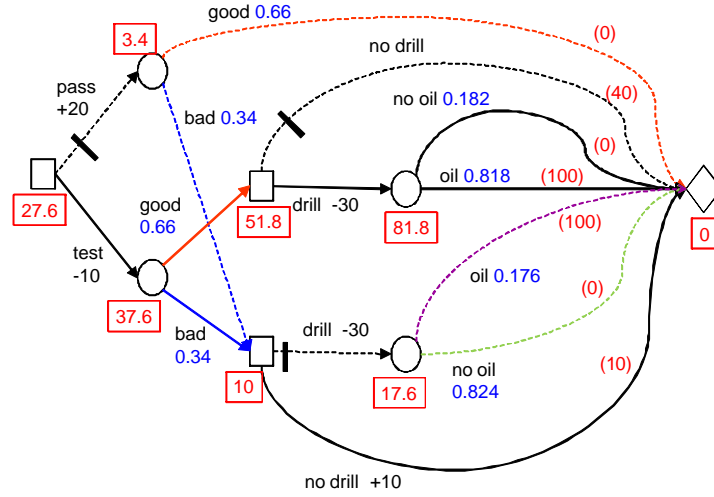 good 0.66
3.4
(0)
no drill
pass
+20
(40)
no oil 0.182
bad 0.34
(0)
oil 0.818
(100)
27.6
good
0.66
51.8
drill -30
81.8
(100)
0
test
-10
37.6
oil 0.176
(0)
bad
0.34
drill -30
10
17.6
no oil
0.824
(10)
no drill +10